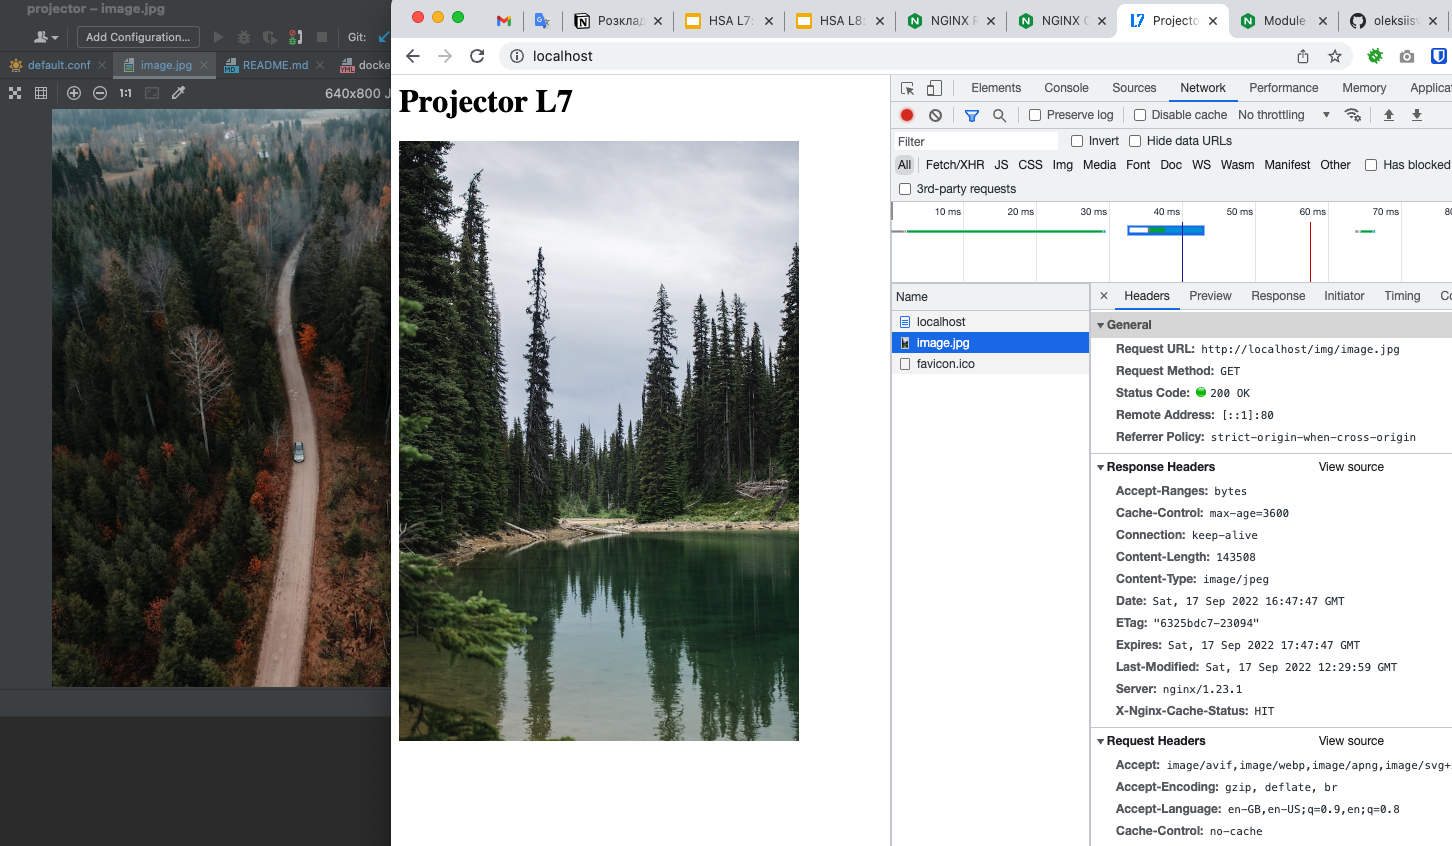 projector – image.jpg
Add Configuration...
Git:
default.conf
image.jpg
README.md
docke
1:1
640x800 J
Розклад
HSA L7:
HSA L8:
NGINX R
NGINX C
Projecto
Module
oleksiis
localhost
Projector L7
Elements Console Sources Network Performance Memory Applica
Preserve log Disable cache No throttling
Filter
Invert
Hide data URLs
All Fetch/XHR JS CSS Img Media Font Doc WS Wasm Manifest Other Has blocked
3rd-party requests
10 ms 20 ms 30 ms 40 ms 50 ms 60 ms 70 ms 80
Name
localhost
image.jpg
favicon.ico
Headers Preview Response Initiator Timing Co
General
Request URL: http://localhost/img/image.jpg
Request Method: GET
Status Code: 200 OK
Remote Address: [::1]:80
Referrer Policy: strict-origin-when-cross-origin
Response Headers View source
Accept-Ranges: bytes
Cache-Control: max-age=3600
Connection: keep-alive
Content-Length: 143508
Content-Type: image/jpeg
Date: Sat, 17 Sep 2022 16:47:47 GMT
ETag: "6325bdc7-23094"
Expires: Sat, 17 Sep 2022 17:47:47 GMT
Last-Modified: Sat, 17 Sep 2022 12:29:59 GMT
Server: nginx/1.23.1
X-Nginx-Cache-Status: HIT
Request Headers View source
Accept: image/avif,image/webp,image/apng,image/svg+
Accept-Encoding: gzip, deflate, br
Accept-Language: en-GB,en-US;q=0.9,en;q=0.8
Cache-Control: no-cache